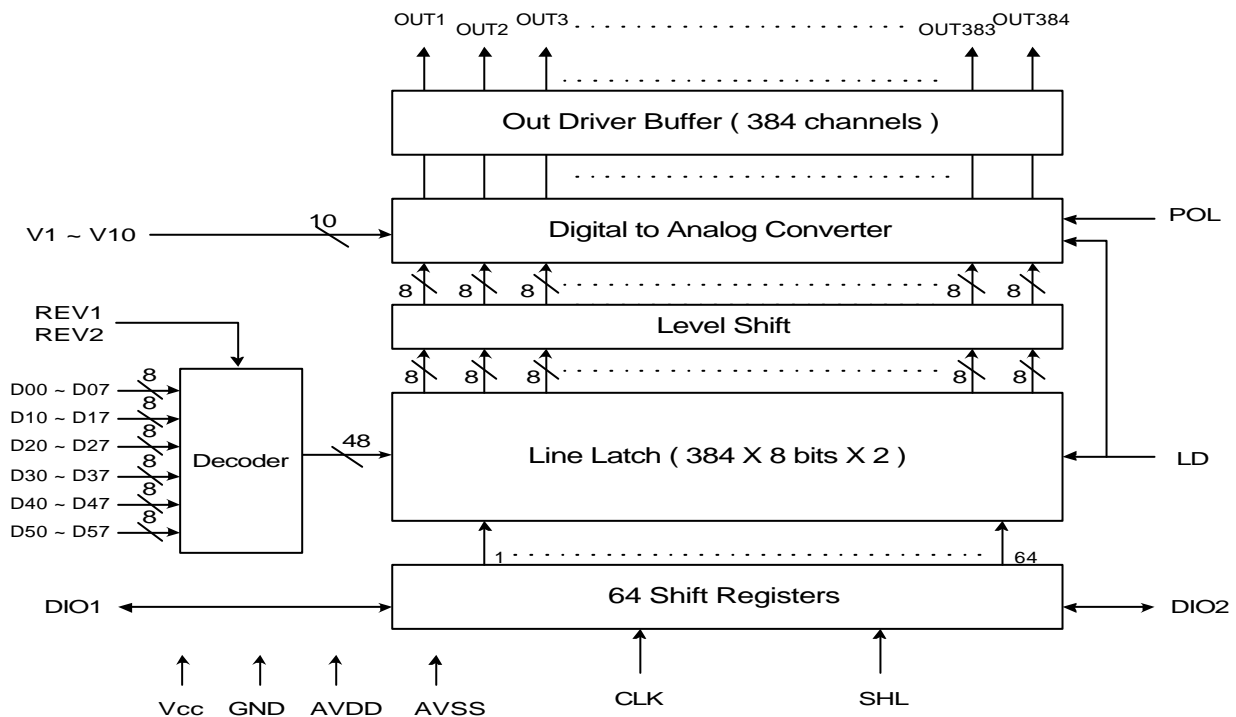 OUT1 OUT2 OUT3 OUT383 OUT384
Out Driver Buffer ( 384 channels )
V1 ~ V10
10
Digital to Analog Converter
POL
8 8 8 8 8
Level Shift
8 8 8 8 8
REV1
REV2
D00 ~ D07
8
D10 ~ D17
8
D20 ~ D27
8
D30 ~ D37
8
D40 ~ D47
8
D50 ~ D57
8
Decoder
48
Line Latch ( 384 X 8 bits X 2 )
LD
1 64
DIO1
64 Shift Registers
DIO2
Vcc GND AVDD AVSS CLK SHL